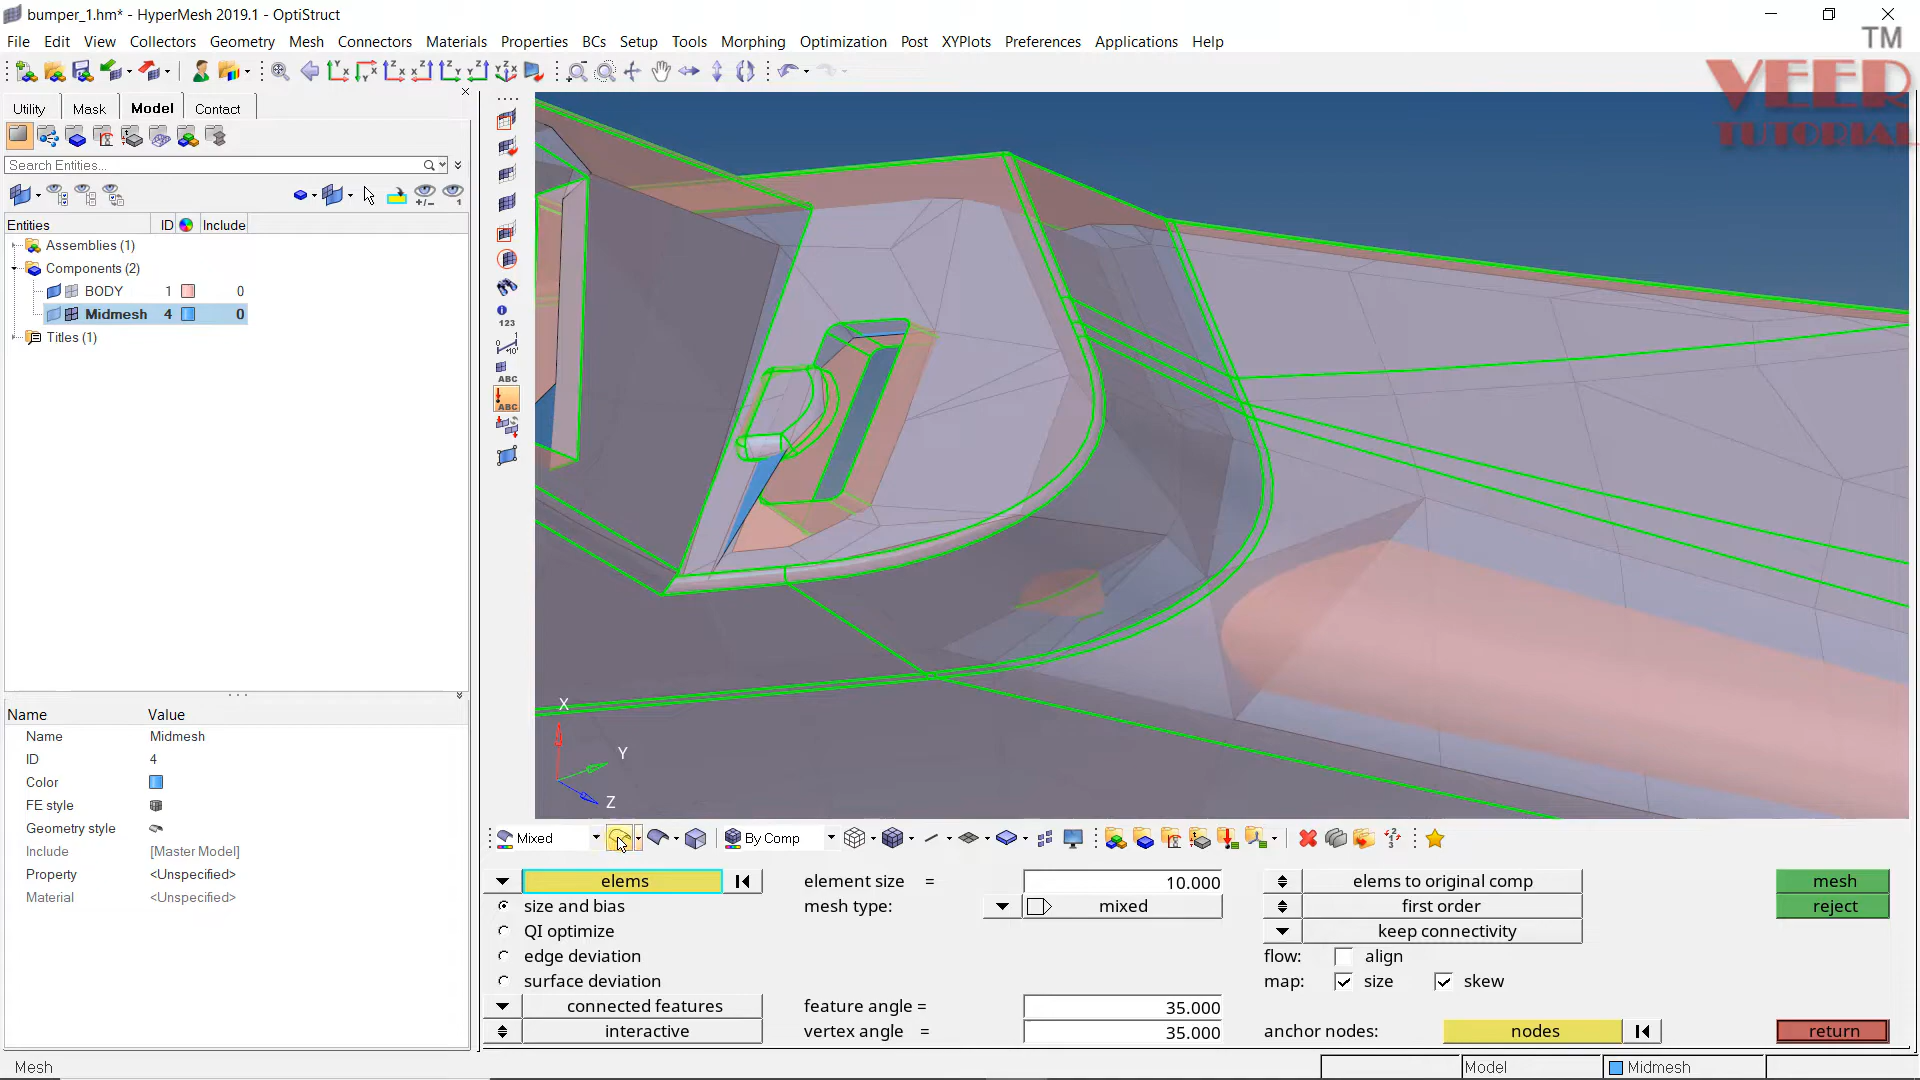 bumper_1.hm* - HyperMesh 2019.1 - OptiStruct
TM
File Edit View Collectors Geometry Mesh Connectors Materials Properties BCs Setup Tools Morphing Optimization Post XYPlots Preferences Applications Help
VEER
TUTORIAL
Utility Mask Model Contact
Search Entities...
Entities ID Include
Assemblies (1)
Components (2)
BODY 1 0
Midmesh 4 0
Titles (1)
123
ABC
ABC
Name Value
Name Midmesh
ID 4
Color
FE style
Geometry style
Include [Master Model]
Property <Unspecified>
Material <Unspecified>
X
Y
Z
Mixed By Comp
elems element size = 10.000 elems to original comp mesh
size and bias mesh type: mixed first order reject
QI optimize keep connectivity
edge deviation flow: align
surface deviation map: size skew
connected features feature angle = 35.000
interactive vertex angle = 35.000 anchor nodes: nodes return
Mesh Model Midmesh